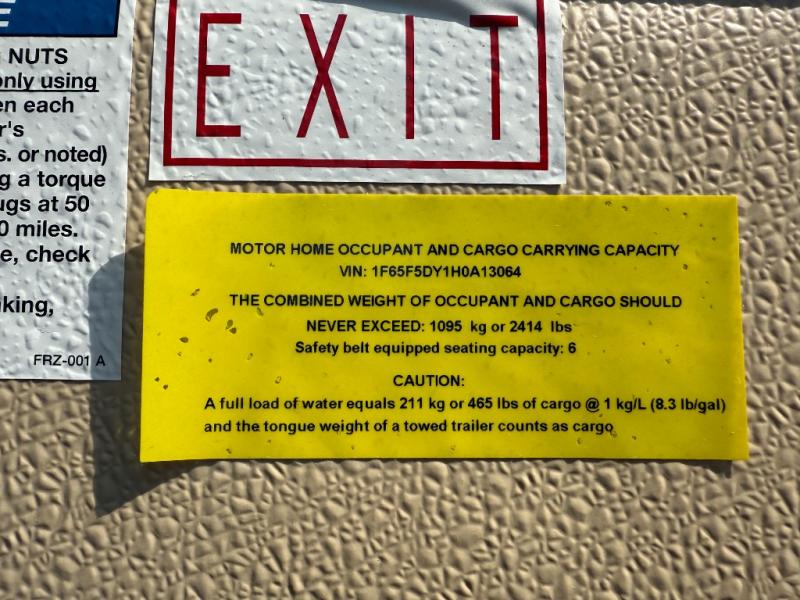 E
NUTS
only using
en each
r's
s. or noted)
g a torque
ugs at 50
0 miles.
e, check
iking,
FRZ-001 A
EXIT
MOTOR HOME OCCUPANT AND CARGO CARRYING CAPACITY
VIN: 1F65F5DY1H0A13064
THE COMBINED WEIGHT OF OCCUPANT AND CARGO SHOULD
NEVER EXCEED: 1095 kg or 2414 lbs
Safety belt equipped seating capacity: 6
CAUTION:
A full load of water equals 211 kg or 465 lbs of cargo @ 1 kg/L (8.3 lb/gal)
and the tongue weight of a towed trailer counts as cargo